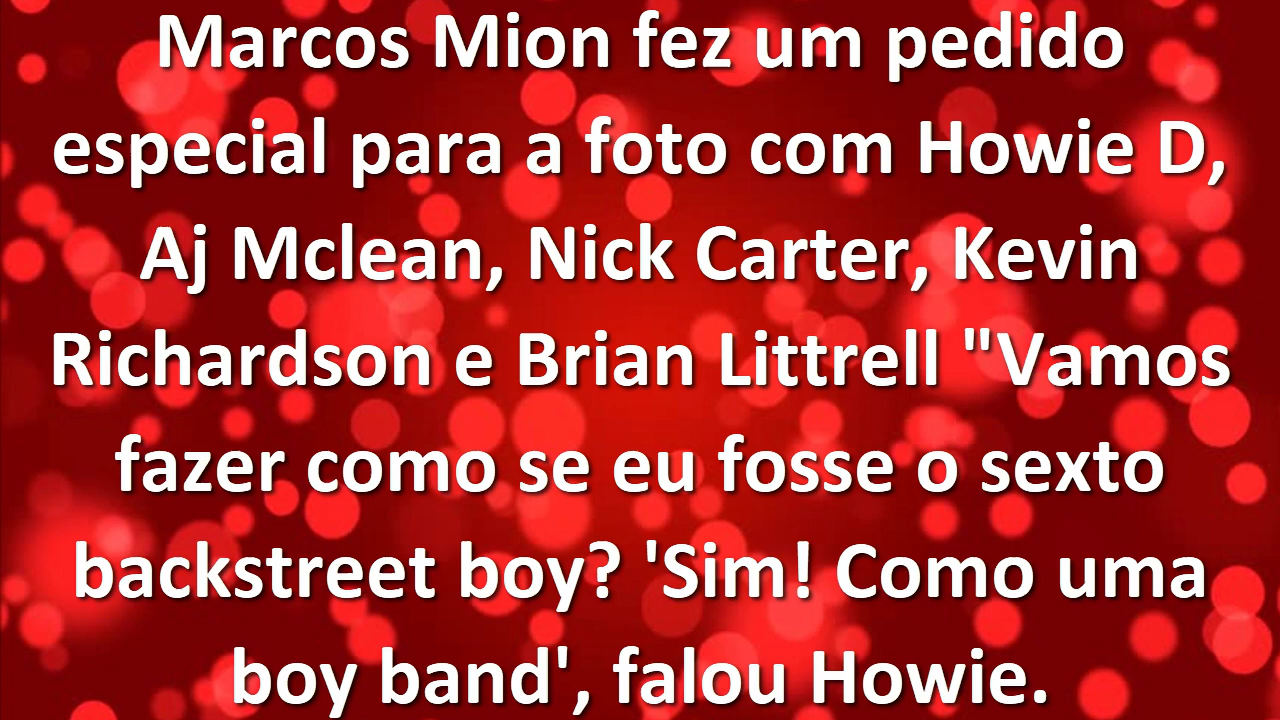 Marcos Mion fez um pedido
especial para a foto com Howie D,
Aj Mclean, Nick Carter, Kevin
Richardson e Brian Littrell "Vamos
fazer como se eu fosse o sexto
backstreet boy? 'Sim! Como uma
boy band', falou Howie.